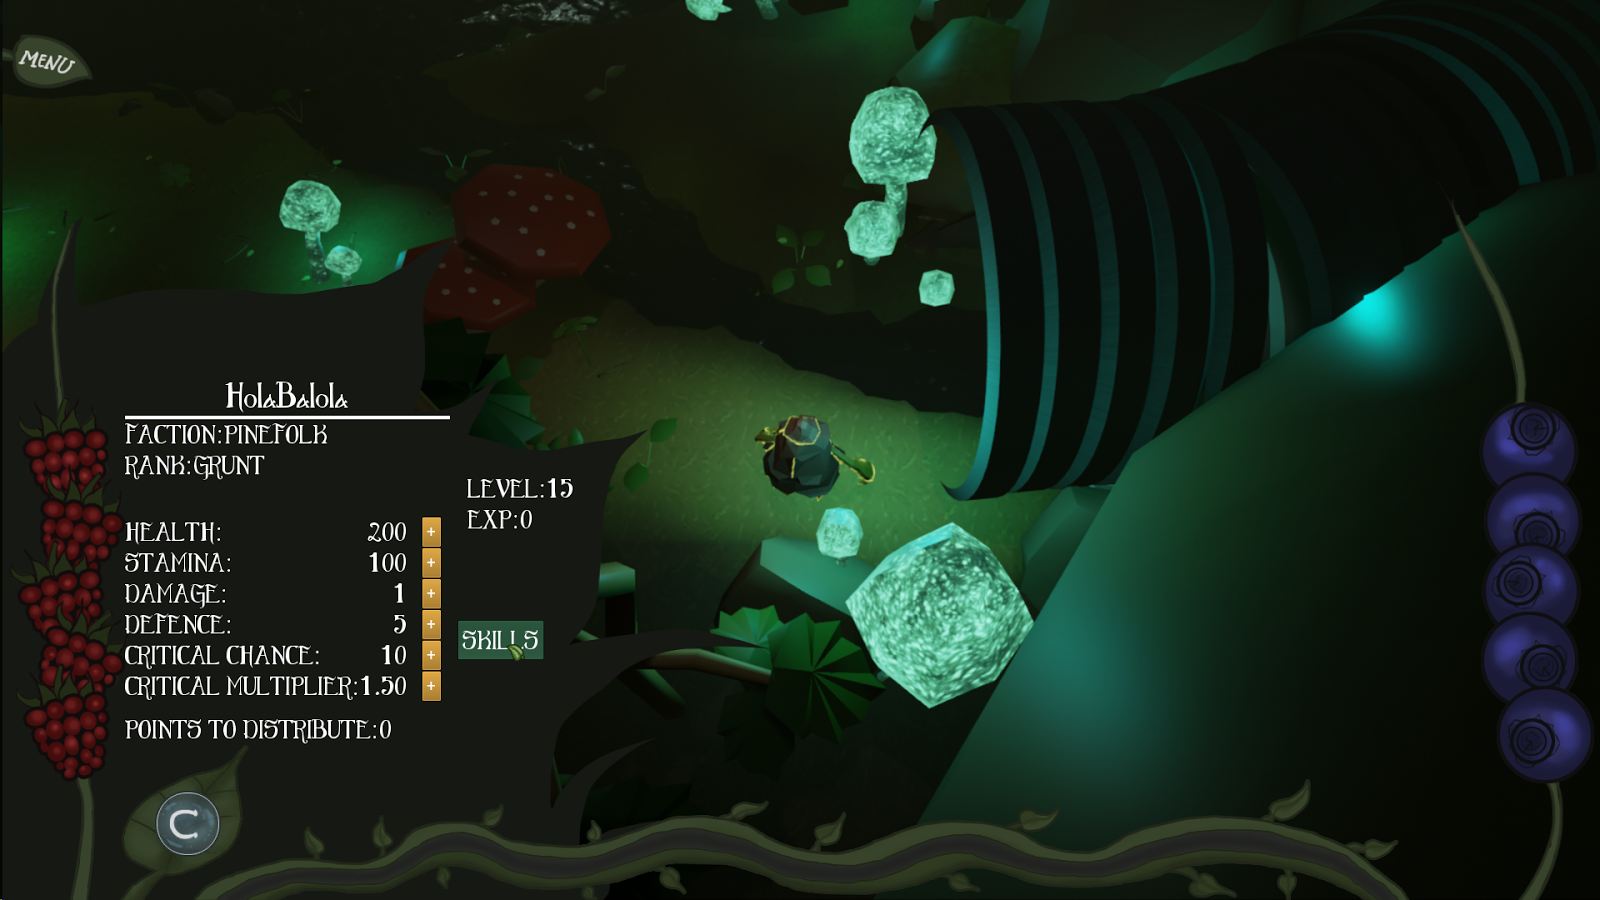 MENU
HolaBalola
FACTION:PINEFOLK
RANK:GRUNT
LEVEL:15
EXP:0
HEALTH: 200 +
STAMINA: 100 +
DAMAGE: 1 +
DEFENCE: 5 +
CRITICAL CHANCE: 10 +
CRITICAL MULTIPLIER:1.50 +
SKILLS
POINTS TO DISTRIBUTE:0
C